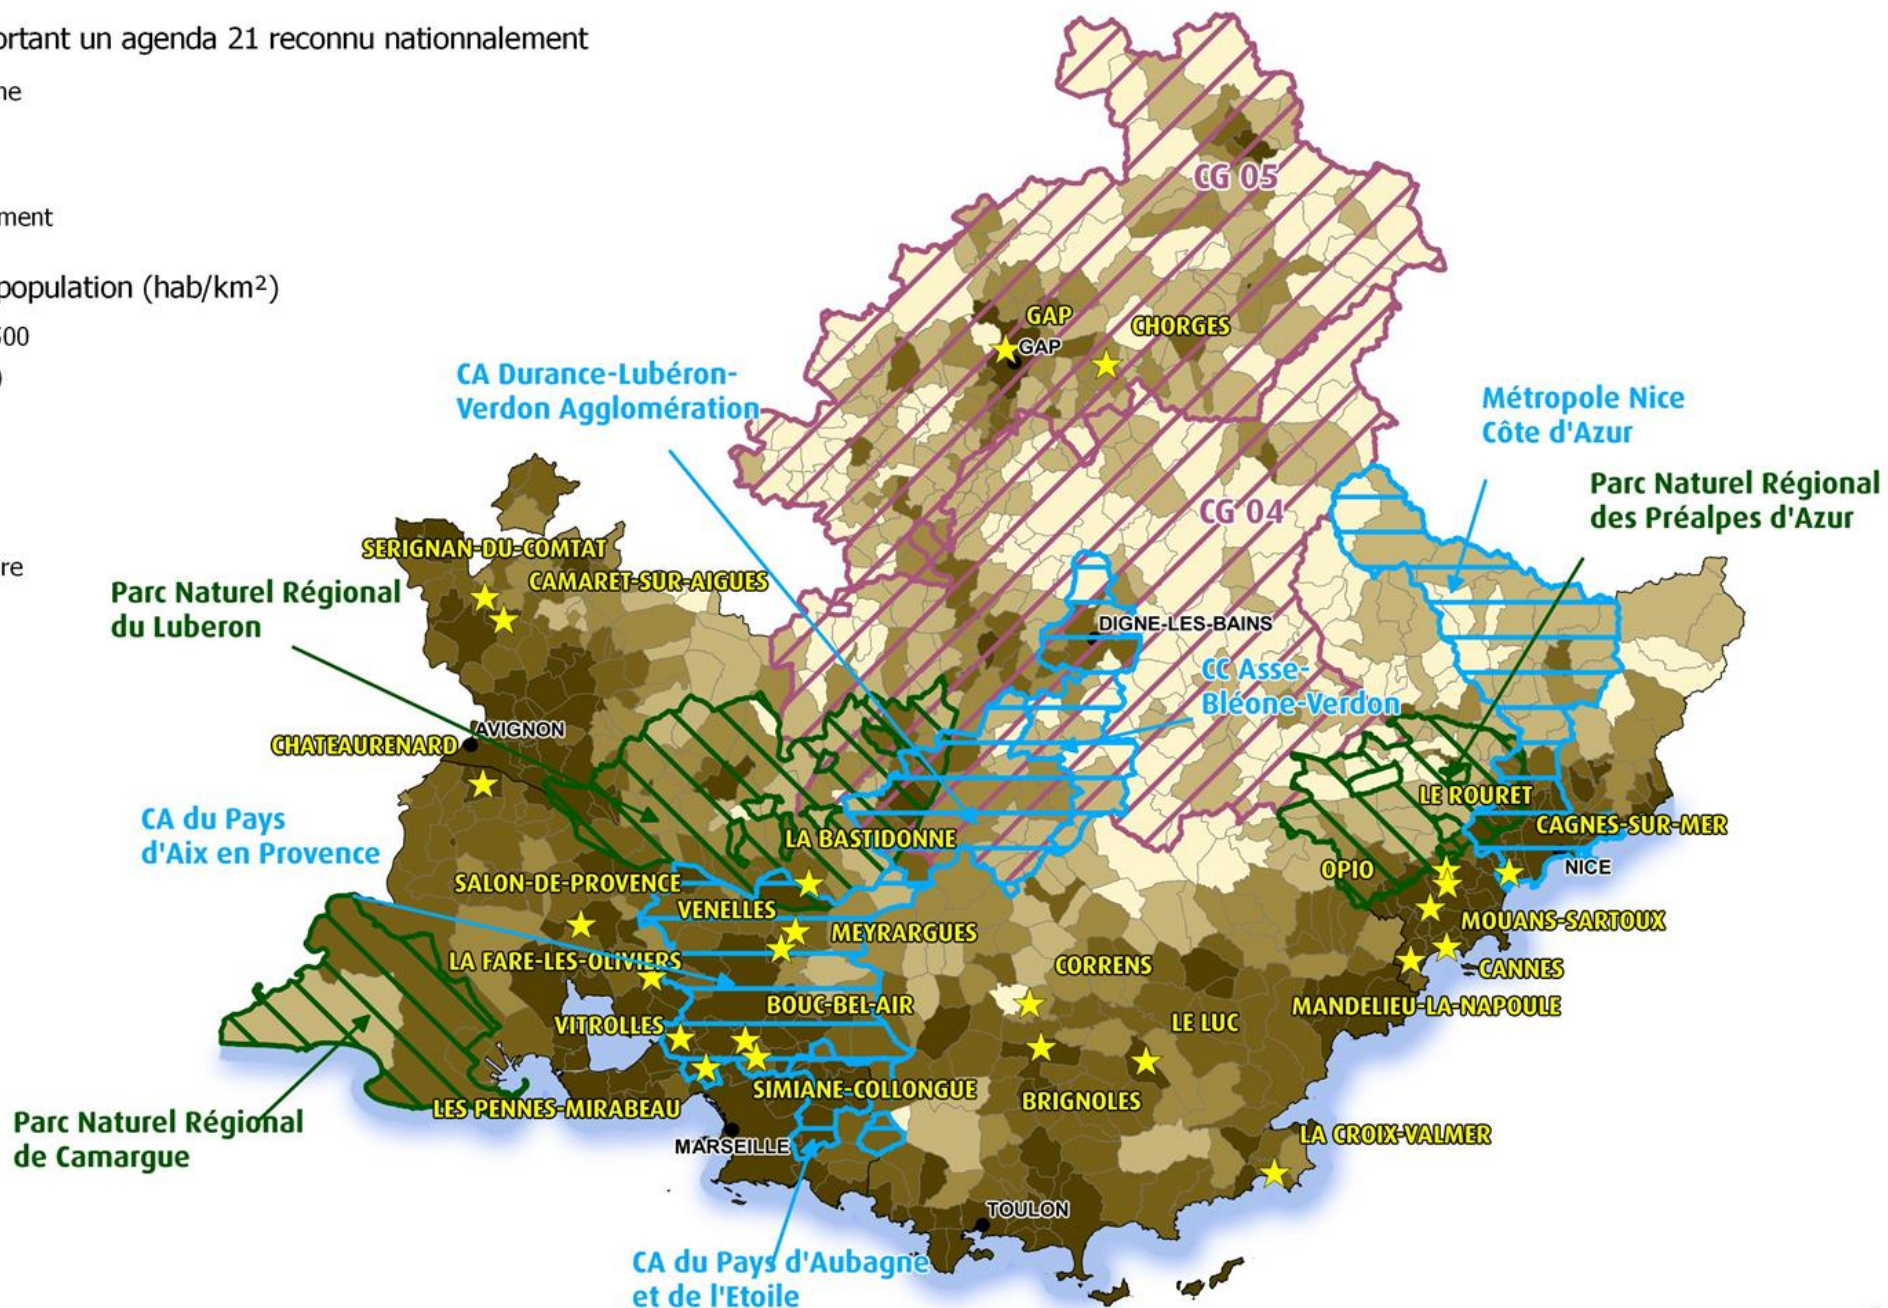 un agenda 21 reconnu nationnalement
population (hab/km²)
CG 05
GAP
CHORGES
GAP
CA Durance-Lubéron-
Verdon Agglomération
Métropole Nice
Côte d'Azur
Parc Naturel Régional
des Préalpes d'Azur
CG 04
SERIGNAN-DU-COMTAT
CAMARET-SUR-AIGUES
Parc Naturel Régional
du Luberon
DIGNE-LES-BAINS
CC Asse-
Bléone-Verdon
AVIGNON
CHATEAURENARD
LE ROURET
CA du Pays
d'Aix en Provence
LA BASTIDONNE
CAGNES-SUR-MER
OPIO
NICE
SALON-DE-PROVENCE
VENELLES
MEYRARGUES
MOUANS-SARTOUX
LA FARE-LES-OLIVIERS
CORRENS
CANNES
BOUC-BEL-AIR
MANDELIEU-LA-NAPOULE
VITROLLES
LE LUC
SIMIANE-COLLONGUE
BRIGNOLES
LES PENNES-MIRABEAU
Parc Naturel Régional
de Camargue
MARSEILLE
LA CROIX-VALMER
TOULON
CA du Pays d'Aubagne
et de l'Etoile